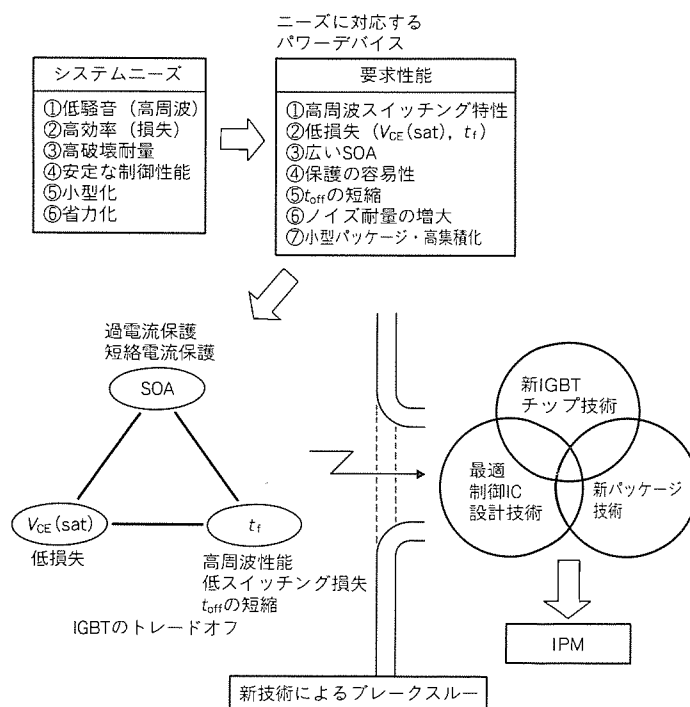 ニーズに対応する
パワーデバイス
システムニーズ
①低騒音（高周波）
②高効率（損失）
③高破壊耐量
④安定な制御性能
⑤小型化
⑥省力化
要求性能
①高周波スイッチング特性
②低損失（VCE(sat), tf）
③広いSOA
④保護の容易性
⑤toffの短縮
⑥ノイズ耐量の増大
⑦小型パッケージ・高集積化
過電流保護
短絡電流保護
SOA
VCE(sat)
低損失
tf
高周波性能
低スイッチング損失
toffの短縮
IGBTのトレードオフ
新IGBT
チップ技術
最適
制御IC
設計技術
新パッケージ
技術
IPM
新技術によるブレークスルー